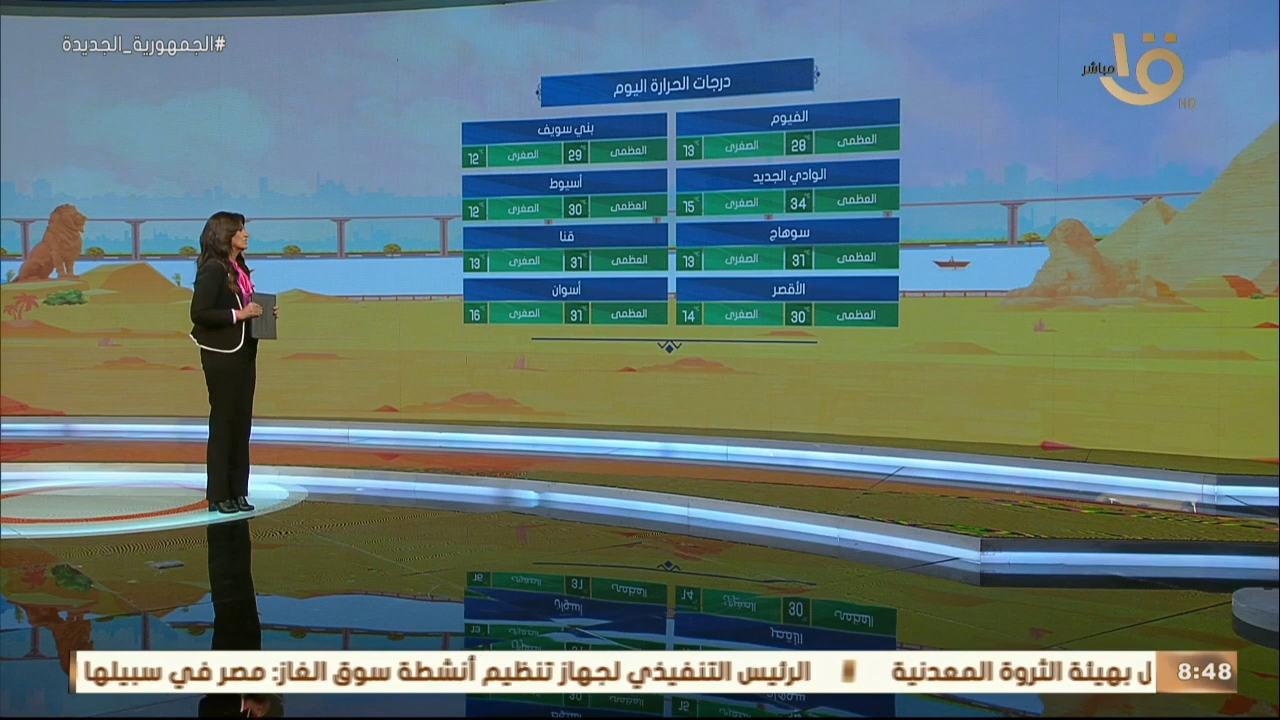 #الجمهورية_الجديدة
مباشر
HD
درجات الحرارة اليوم
الفيوم
العظمى 28 الصغرى 13
بني سويف
العظمى 29 الصغرى 12
الوادي الجديد
العظمى 34 الصغرى 15
أسيوط
العظمى 30 الصغرى 12
سوهاج
العظمى 31 الصغرى 13
قنا
العظمى 31 الصغرى 13
الأقصر
العظمى 30 الصغرى 14
أسوان
العظمى 31 الصغرى 16
8:48
ل بهيئة الثروة المعدنية
الرئيس التنفيذي لجهاز تنظيم أنشطة سوق الغاز: مصر في سبيلها